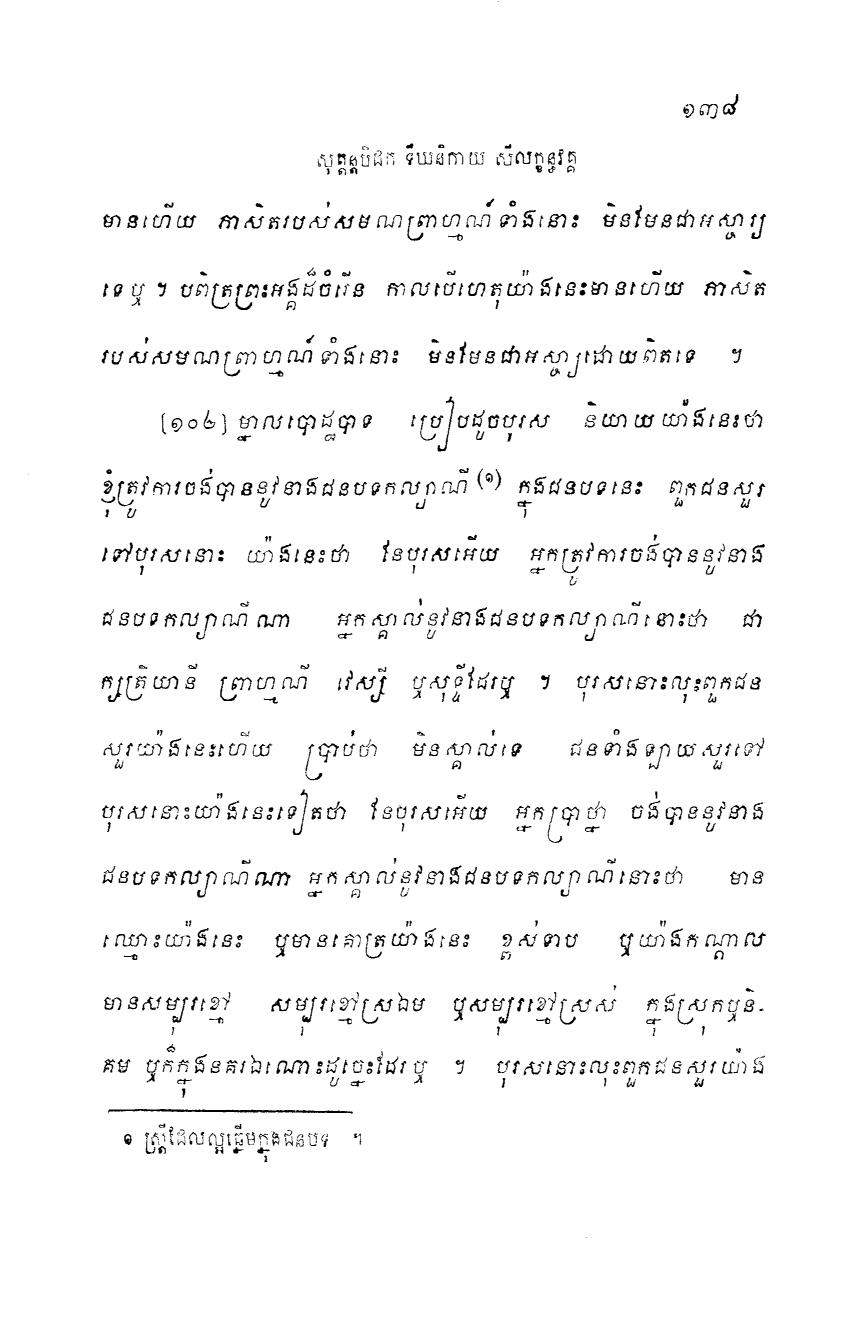 ១៣៨
សុត្តន្តបិដក ទីឃនិកាយ សីលក្ខន្ធវគ្គ
មានហើយ ភាសិតរបស់សមណព្រាហ្មណ៍ទាំងនោះ មិនមែនជាអស្ចារ្យ
ទេឬ ។ បពិត្រព្រះអង្គដ៏ចំរើន កាលបើហេតុយ៉ាងនេះមានហើយ ភាសិត
របស់សមណព្រាហ្មណ៍ទាំងនោះ មិនមែនជាអស្ចារ្យដោយពិតទេ ។
[១០៤] ម្នាលបោដ្ឋបាទ ប្រៀបដូចបុរស និយាយយ៉ាងនេះថា
ខ្ញុំត្រូវការចង់បាននូវនាងជនបទកល្យាណី (១) ក្នុងជនបទនេះ ពួកជនសួរ
ទៅបុរសនោះ យ៉ាងនេះថា នែបុរសអើយ អ្នកត្រូវការចង់បាននូវនាង
ជនបទកល្យាណីណា អ្នកស្គាល់នូវនាងជនបទកល្យាណីនោះថា ជា
ក្សត្រិយានី ព្រាហ្មណី វេស្សី ឬសុទ្ទីដែរឬ ។ បុរសនោះលុះពួកជន
សួរយ៉ាងនេះហើយ ប្រាប់ថា មិនស្គាល់ទេ ជនទាំងឡាយសួរទៅ
បុរសនោះយ៉ាងនេះទៀតថា នែបុរសអើយ អ្នកប្រាថ្នា ចង់បាននូវនាង
ជនបទកល្យាណីណា អ្នកស្គាល់នូវនាងជនបទកល្យាណីនោះថា មាន
ឈ្មោះយ៉ាងនេះ ឬមានគោត្រយ៉ាងនេះ ខ្ពស់ទាប ឬយ៉ាងកណ្តាល
មានសម្បុរខ្មៅ សម្បុរខ្មៅស្រឯម ឬសម្បុរខ្មៅស្រស់ ក្នុងស្រុកឬនិ-
គម ឬក៏ក្នុងនគរឯណោះដូច្នេះដែរឬ ។ បុរសនោះលុះពួកជនសួរយ៉ាង
១ ស្ត្រីដែលល្អឆ្នើមក្នុងជនបទ ។